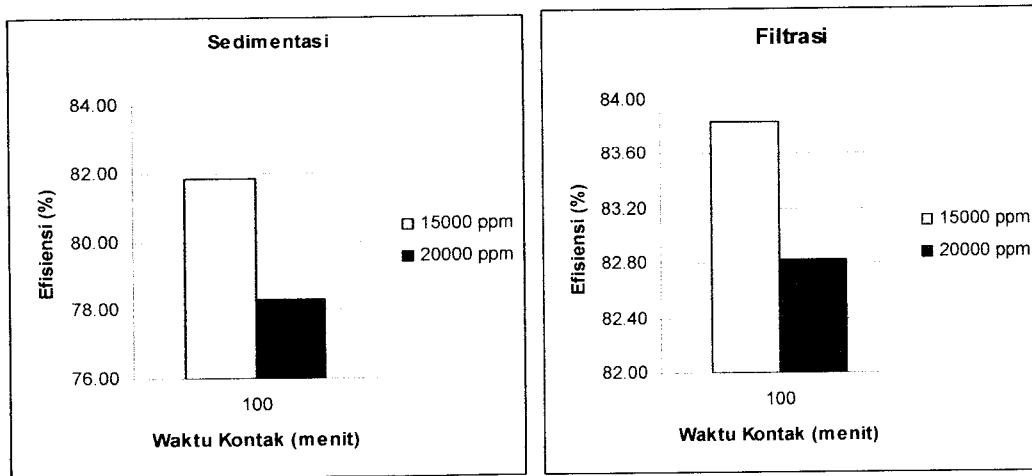 Sedimentasi
84.00
82.00
80.00
78.00
76.00
Efisiensi (%)
100
Waktu Kontak (menit)
15000 ppm
20000 ppm
Filtrasi
84.00
83.60
83.20
82.80
82.40
82.00
Efisiensi (%)
100
Waktu Kontak (menit)
15000 ppm
20000 ppm